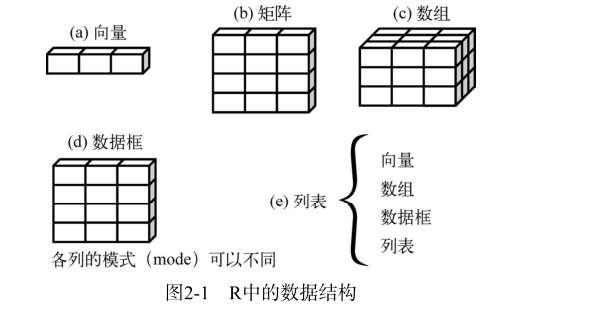 (a) 向量
(b) 矩阵
(c) 数组
(d) 数据框
各列的模式（mode）可以不同
(e) 列表
向量
数组
数据框
列表
图2-1 R中的数据结构